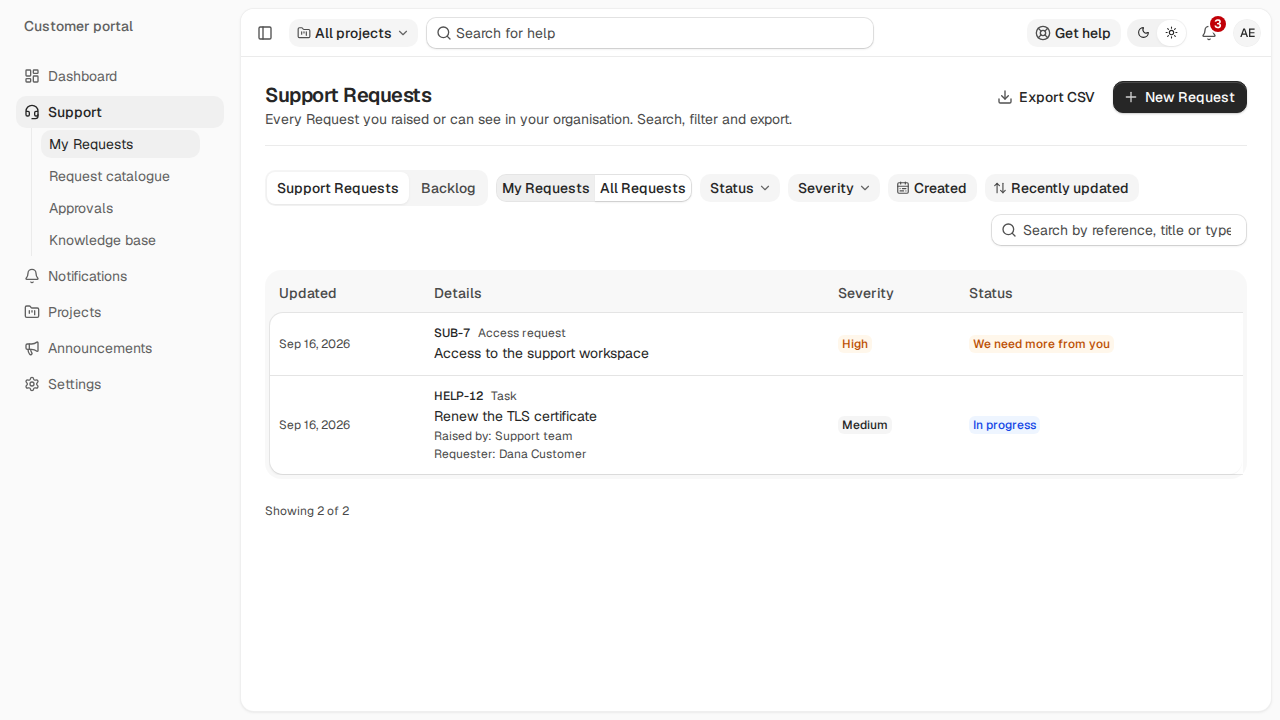 Customer portal
Dashboard
Support
My Requests
Request catalogue
Approvals
Knowledge base
Notifications
Projects
Announcements
Settings
All projects
Search for help
Get help
3
AE
Support Requests
Every Request you raised or can see in your organisation. Search, filter and export.
Export CSV
New Request
Support Requests
Backlog
My Requests
All Requests
Status
Severity
Created
Recently updated
Search by reference, title or type
Updated
Details
Severity
Status
Sep 16, 2026
SUB-7 Access request
Access to the support workspace
High
We need more from you
Sep 16, 2026
HELP-12 Task
Renew the TLS certificate
Raised by: Support team
Requester: Dana Customer
Medium
In progress
Showing 2 of 2